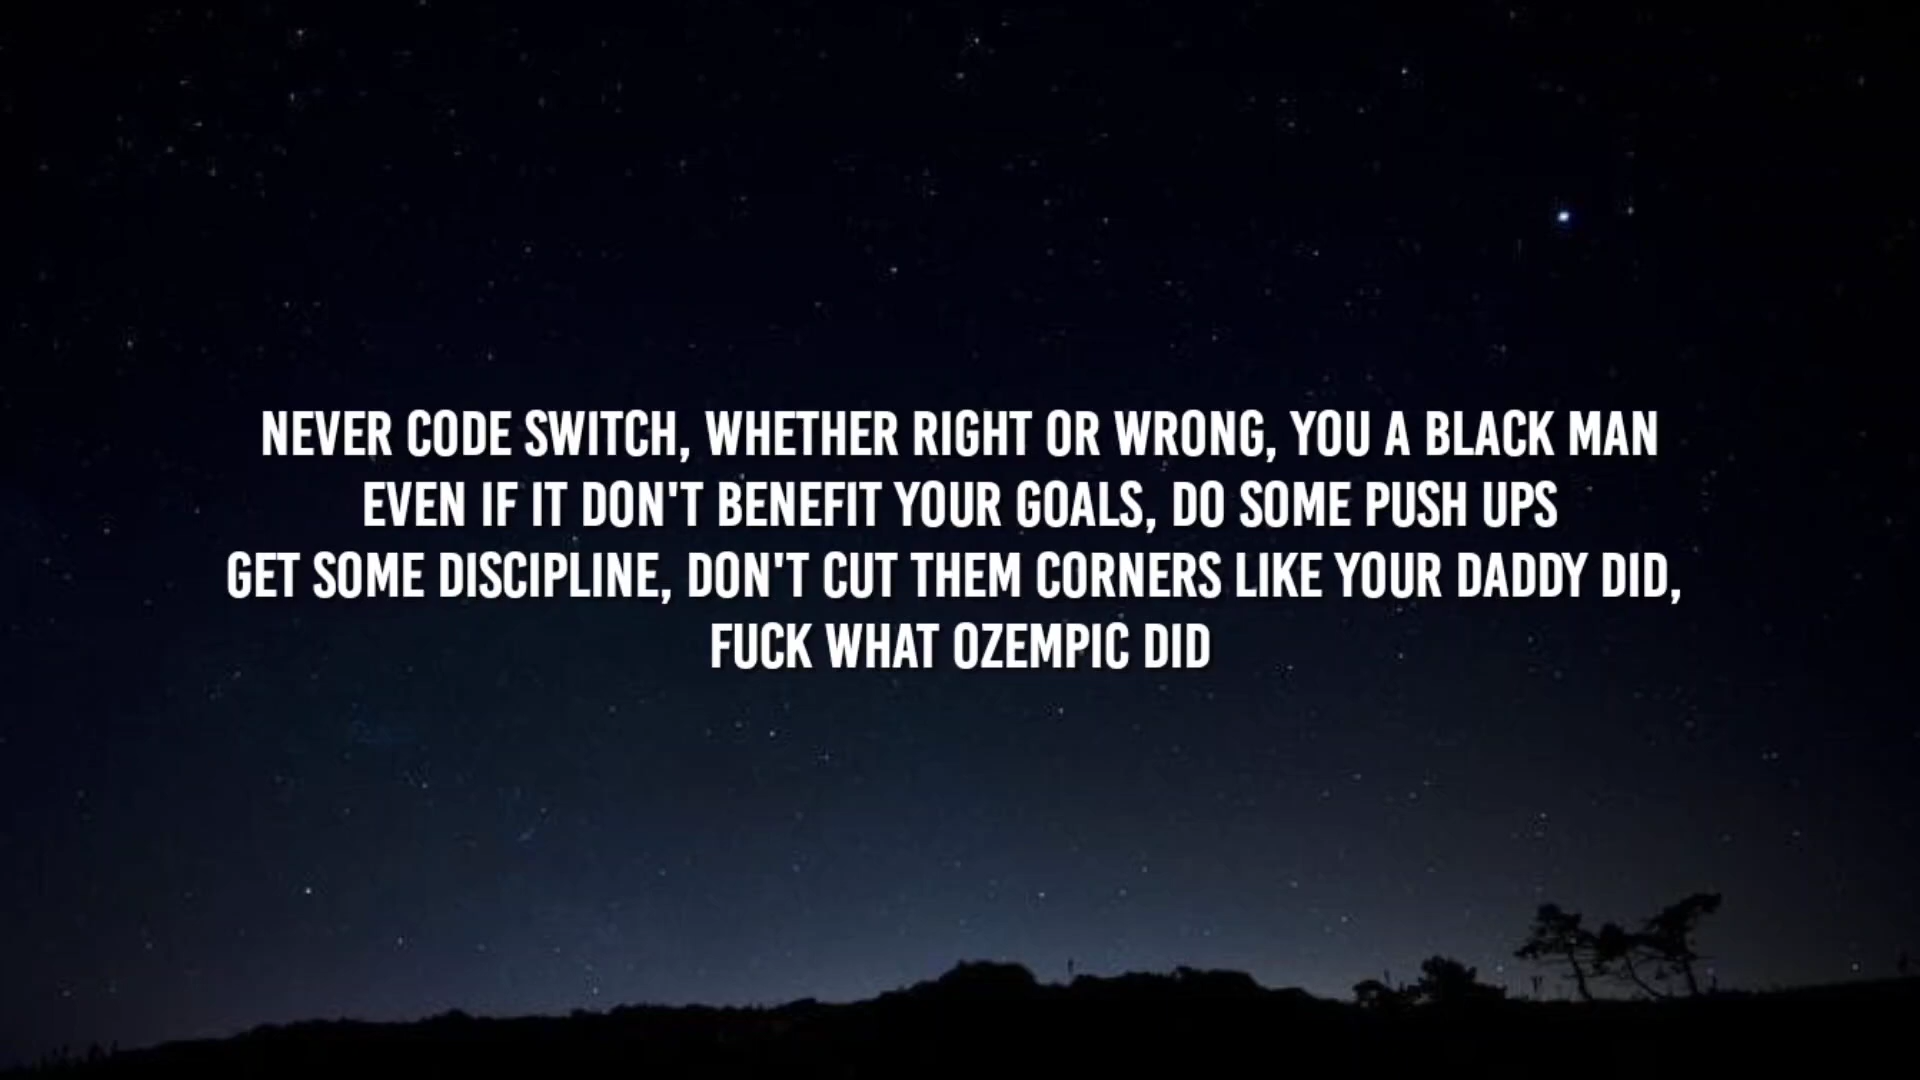 NEVER CODE SWITCH, WHETHER RIGHT OR WRONG, YOU A BLACK MAN
EVEN IF IT DON'T BENEFIT YOUR GOALS, DO SOME PUSH UPS
GET SOME DISCIPLINE, DON'T CUT THEM CORNERS LIKE YOUR DADDY DID,
FUCK WHAT OZEMPIC DID